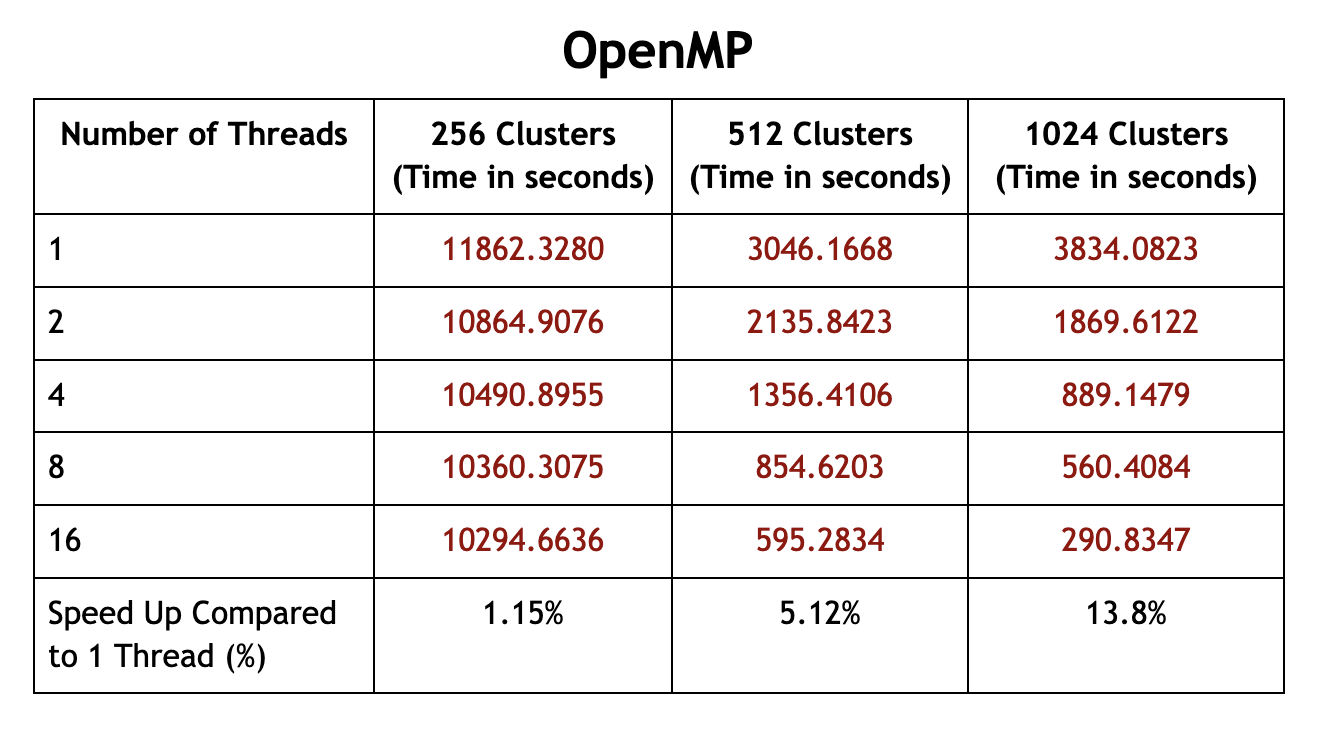 OpenMP
Number of Threads
256 Clusters
(Time in seconds)
512 Clusters
(Time in seconds)
1024 Clusters
(Time in seconds)
1 11862.3280 3046.1668 3834.0823
2 10864.9076 2135.8423 1869.6122
4 10490.8955 1356.4106 889.1479
8 10360.3075 854.6203 560.4084
16 10294.6636 595.2834 290.8347
Speed Up Compared
to 1 Thread (%)
1.15% 5.12% 13.8%